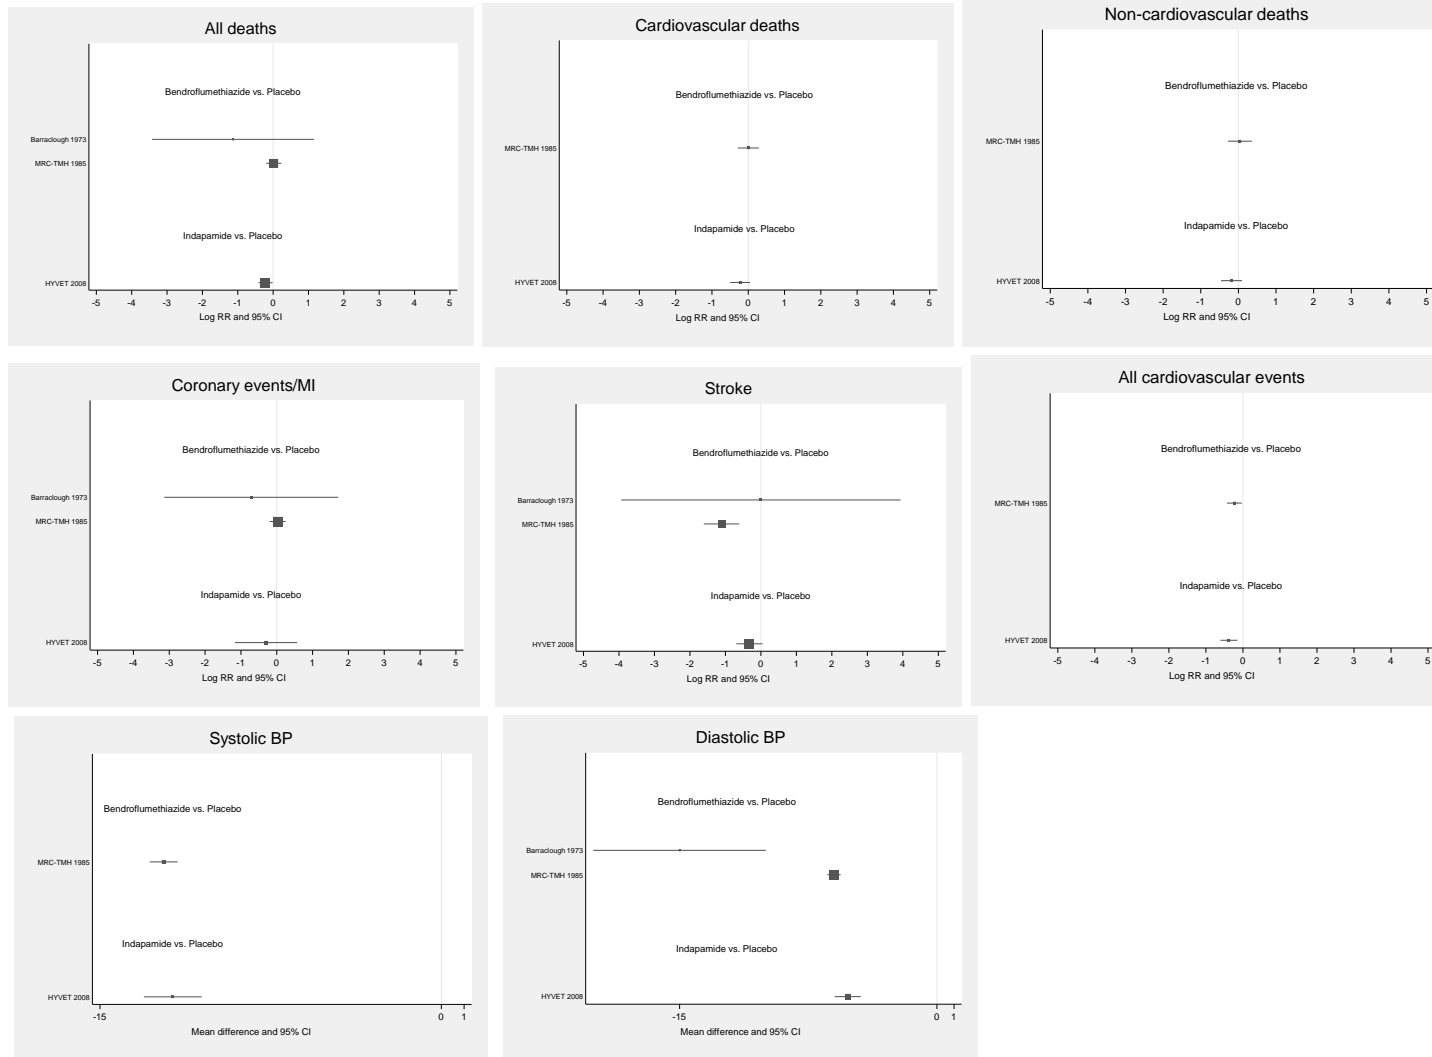 All deaths
Bendroflumethiazide vs. Placebo
Barraclough 1973
MRC-TMH 1985
Indapamide vs. Placebo
HYVET 2008
-5 -4 -3 -2 -1 0 1 2 3 4 5
Log RR and 95% CI
Cardiovascular deaths
Bendroflumethiazide vs. Placebo
MRC-TMH 1985
Indapamide vs. Placebo
HYVET 2008
-5 -4 -3 -2 -1 0 1 2 3 4 5
Log RR and 95% CI
Non-cardiovascular deaths
Bendroflumethiazide vs. Placebo
MRC-TMH 1985
Indapamide vs. Placebo
HYVET 2008
-5 -4 -3 -2 -1 0 1 2 3 4 5
Log RR and 95% CI
Coronary events/MI
Bendroflumethiazide vs. Placebo
Barraclough 1973
MRC-TMH 1985
Indapamide vs. Placebo
HYVET 2008
-5 -4 -3 -2 -1 0 1 2 3 4 5
Log RR and 95% CI
Stroke
Bendroflumethiazide vs. Placebo
Barraclough 1973
MRC-TMH 1985
Indapamide vs. Placebo
HYVET 2008
-5 -4 -3 -2 -1 0 1 2 3 4 5
Log RR and 95% CI
All cardiovascular events
Bendroflumethiazide vs. Placebo
MRC-TMH 1985
Indapamide vs. Placebo
HYVET 2008
-5 -4 -3 -2 -1 0 1 2 3 4 5
Log RR and 95% CI
Systolic BP
Bendroflumethiazide vs. Placebo
MRC-TMH 1985
Indapamide vs. Placebo
HYVET 2008
-15 0 1
Mean difference and 95% CI
Diastolic BP
Bendroflumethiazide vs. Placebo
Barraclough 1973
MRC-TMH 1985
Indapamide vs. Placebo
HYVET 2008
-15 0 1
Mean difference and 95% CI